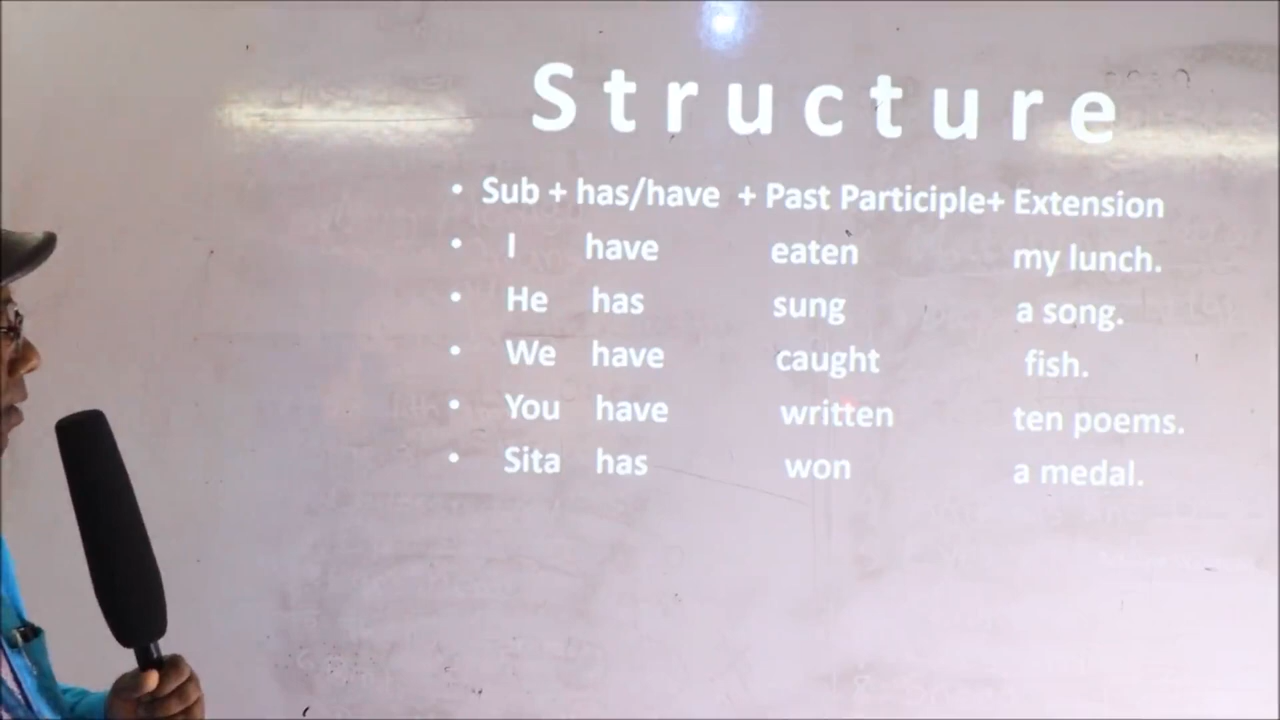 Structure
• Sub + has/have + Past Participle+ Extension
• I have eaten my lunch.
• He has sung a song.
• We have caught fish.
• You have written ten poems.
• Sita has won a medal.